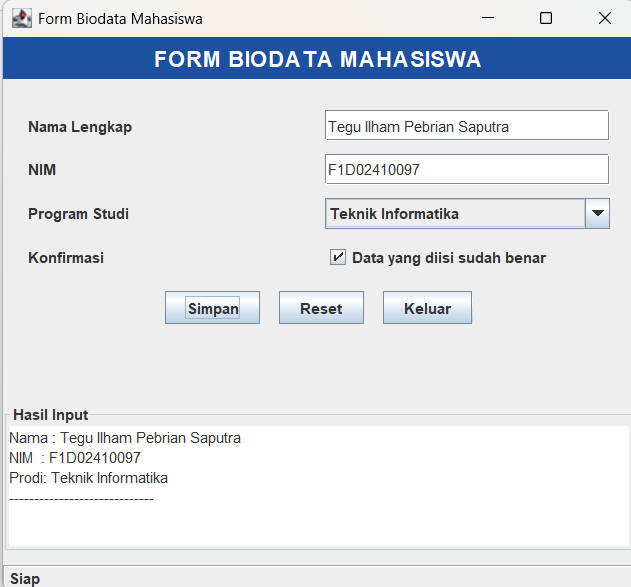 Form Biodata Mahasiswa
FORM BIODATA MAHASISWA
Nama Lengkap Tegu Ilham Pebrian Saputra
NIM F1D02410097
Program Studi Teknik Informatika
Konfirmasi Data yang diisi sudah benar
Simpan Reset Keluar
Hasil Input
Nama : Tegu Ilham Pebrian Saputra
NIM  : F1D02410097
Prodi: Teknik Informatika
-----------------------------
Siap